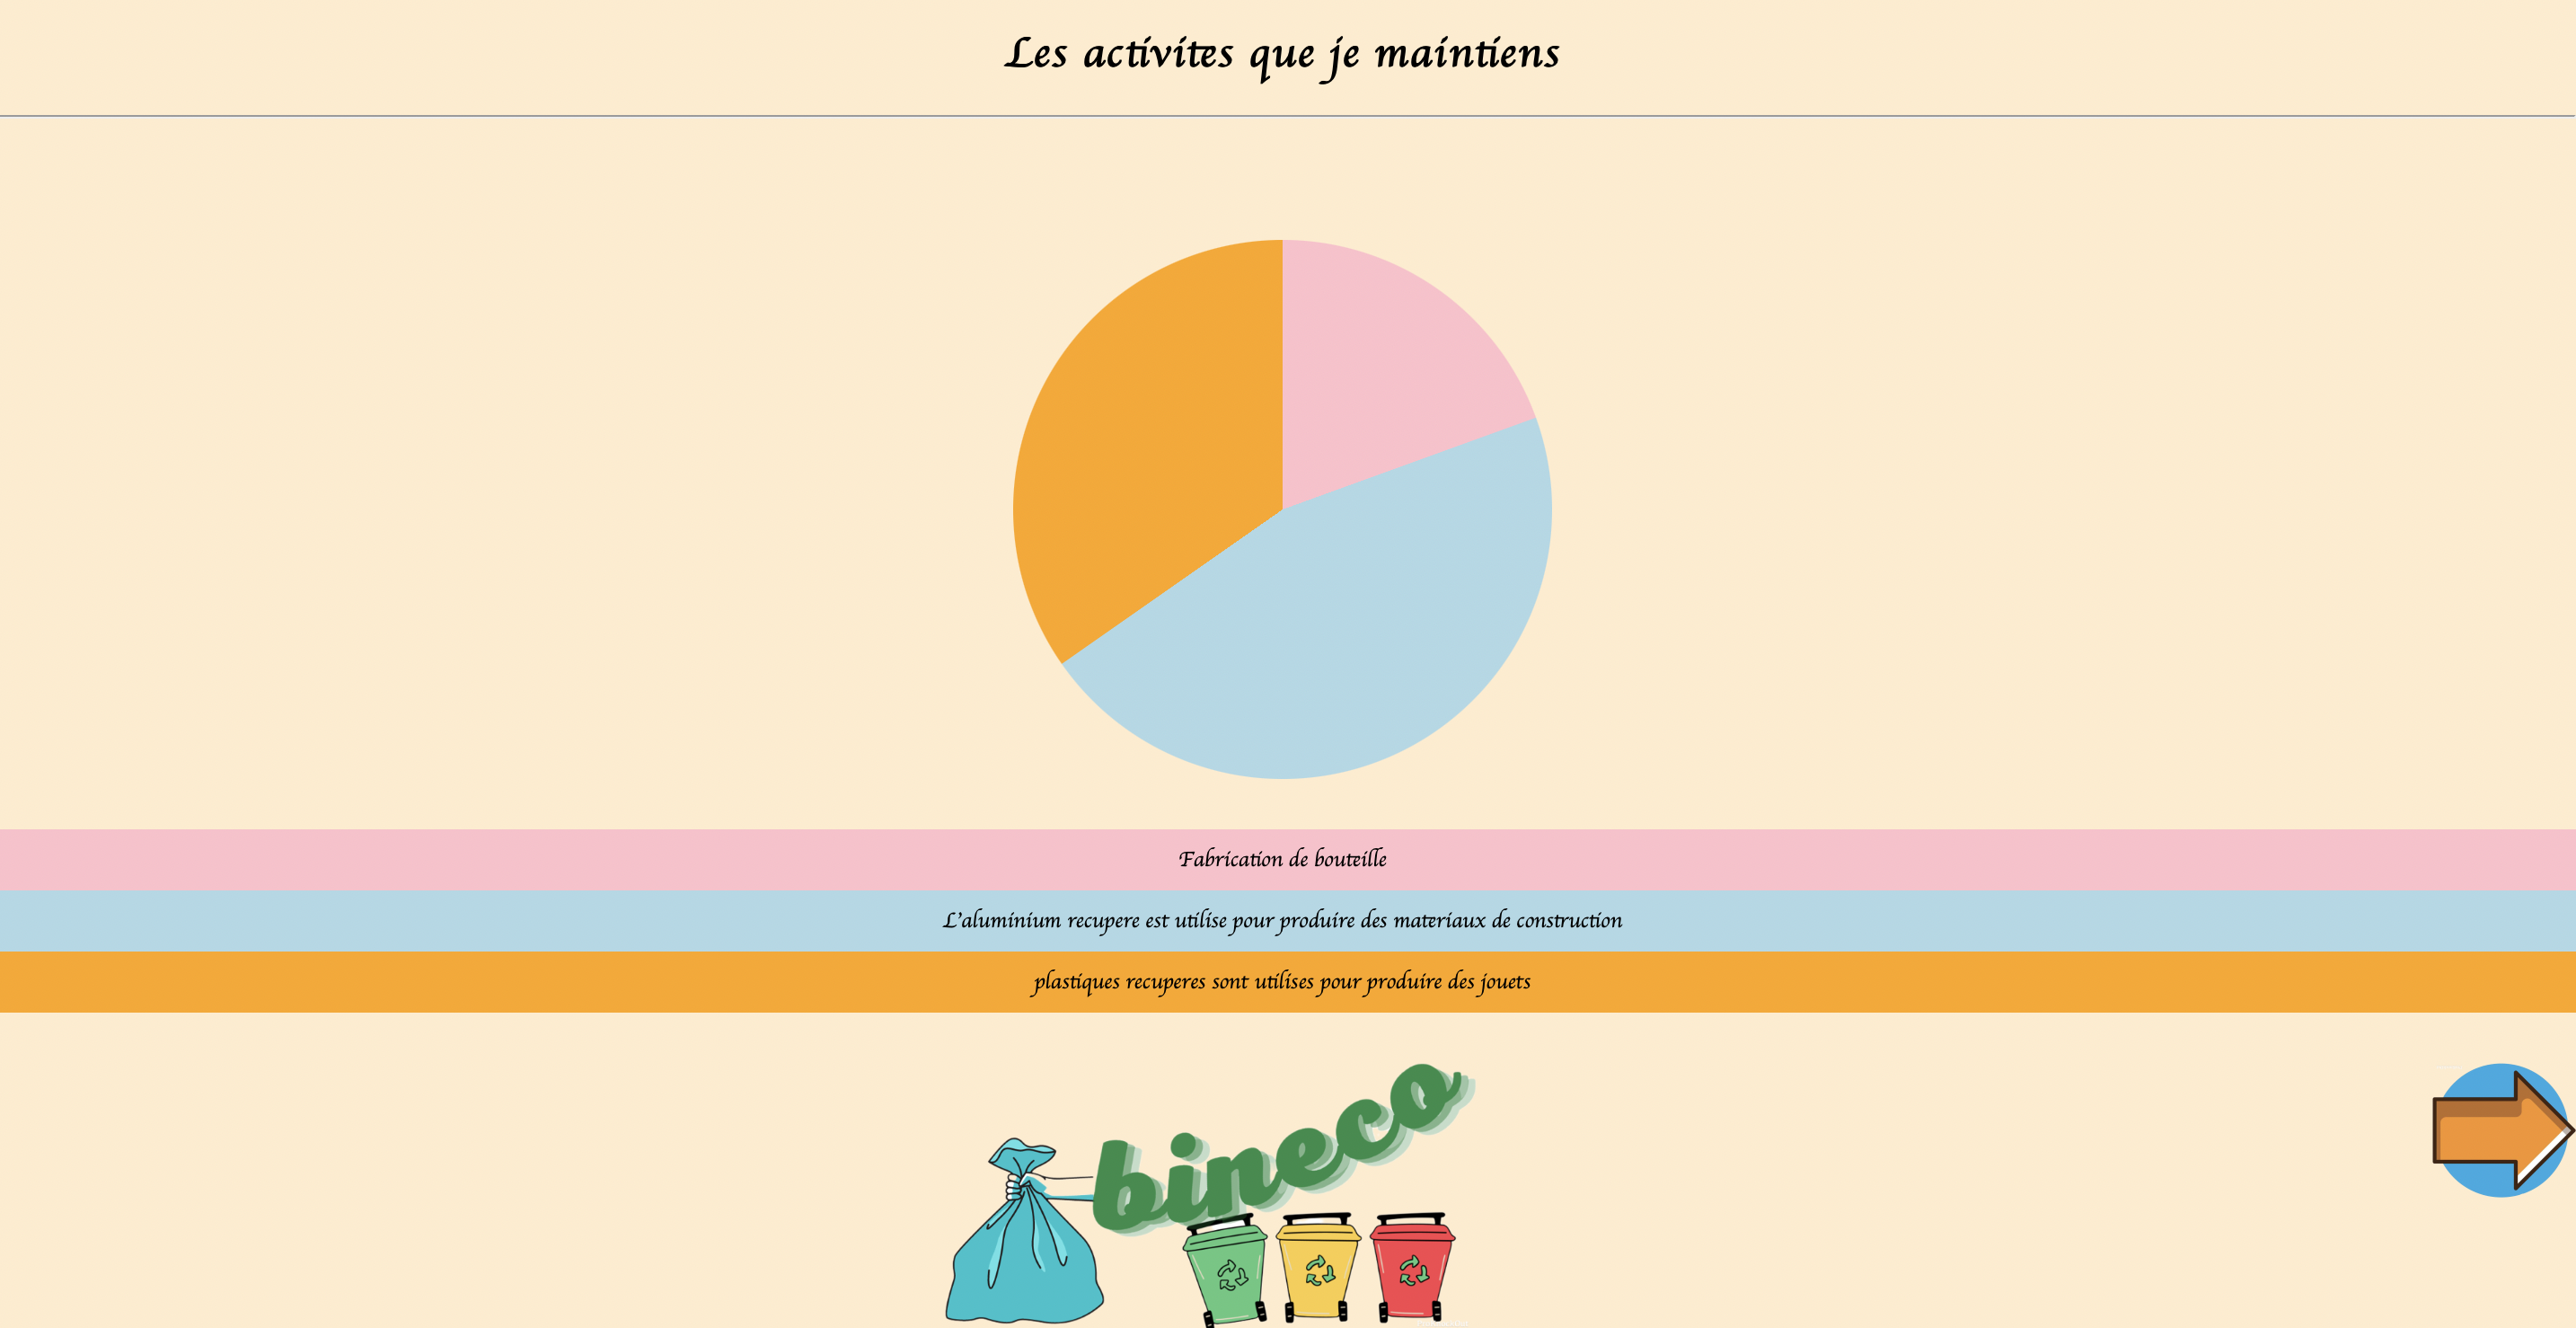 Les activites que je maintiens
Fabrication de bouteille
L'aluminium recupere est utilise pour produire des materiaux de construction
plastiques recuperes sont utilises pour produire des jouets
bineco